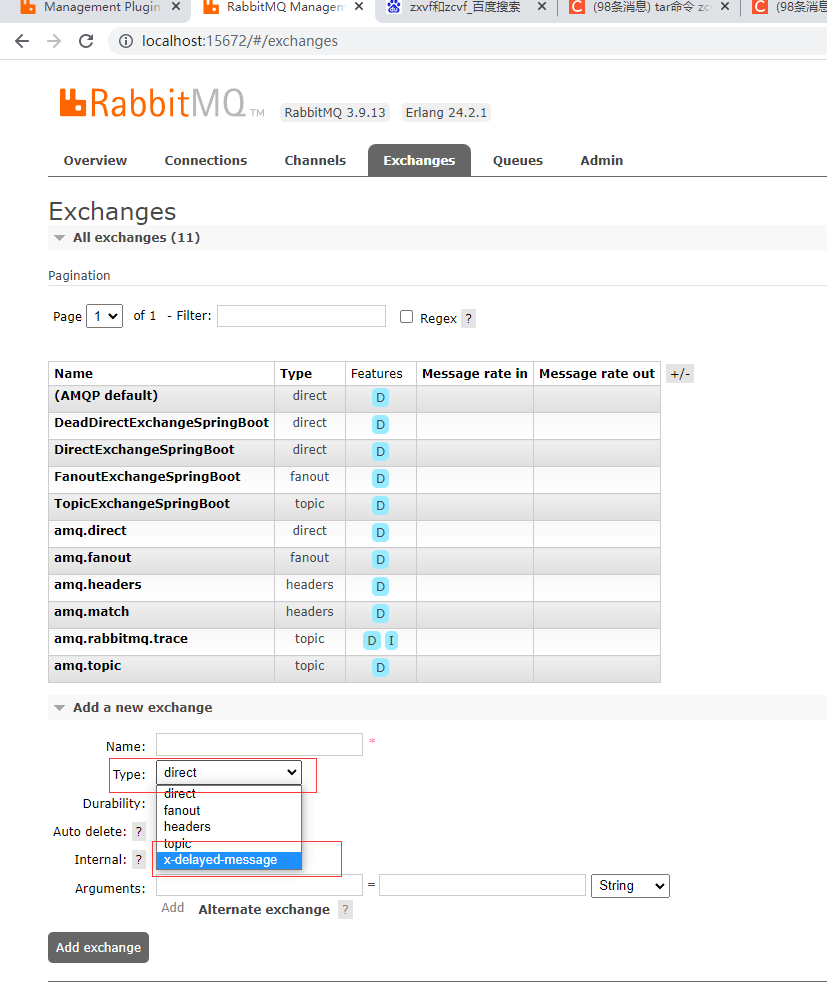 Management Plugin
RabbitMQ Managem
zxvf和zcvf_百度搜索
(98条消息) tar命令 zc
(98条消息
localhost:15672/#/exchanges
RabbitMQ TM
RabbitMQ 3.9.13
Erlang 24.2.1
Overview Connections Channels Exchanges Queues Admin
Exchanges
All exchanges (11)
Pagination
Page 1 of 1 - Filter: Regex ?
Name Type Features Message rate in Message rate out +/-
(AMQP default) direct D
DeadDirectExchangeSpringBoot direct D
DirectExchangeSpringBoot direct D
FanoutExchangeSpringBoot fanout D
TopicExchangeSpringBoot topic D
amq.direct direct D
amq.fanout fanout D
amq.headers headers D
amq.match headers D
amq.rabbitmq.trace topic D I
amq.topic topic D
Add a new exchange
Name: *
Type: direct
direct
Durability:
fanout
Auto delete: ?
headers
topic
Internal: ?
x-delayed-message
Arguments: = String
Add Alternate exchange ?
Add exchange